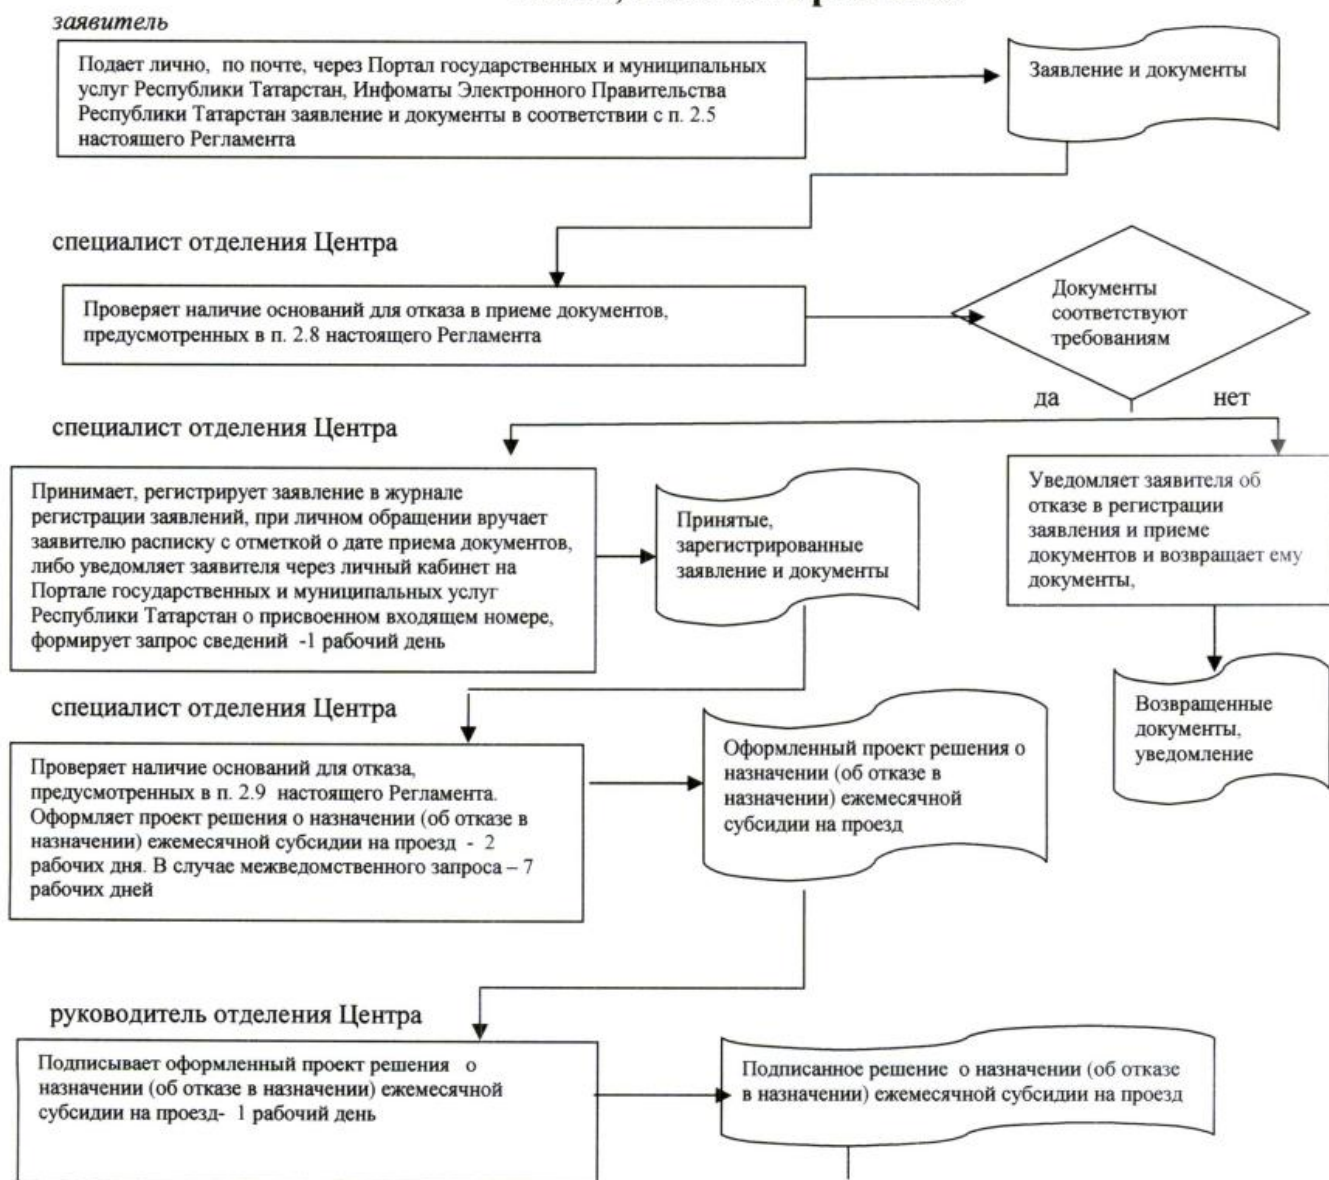 заявитель
Подает лично, по почте, через Портал государственных и муниципальных
услуг Республики Татарстан, Инфоматы Электронного Правительства
Республики Татарстан заявление и документы в соответствии с п. 2.5
настоящего Регламента
Заявление и документы
специалист отделения Центра
Проверяет наличие оснований для отказа в приеме документов,
предусмотренных в п. 2.8 настоящего Регламента
Документы
соответствуют
требованиям
да
нет
специалист отделения Центра
Принимает, регистрирует заявление в журнале
регистрации заявлений, при личном обращении вручает
заявителю расписку с отметкой о дате приема документов,
либо уведомляет заявителя через личный кабинет на
Портале государственных и муниципальных услуг
Республики Татарстан о присвоенном входящем номере,
формирует запрос сведений -1 рабочий день
Принятые,
зарегистрированные
заявление и документы
Уведомляет заявителя об
отказе в регистрации
заявления и приеме
документов и возвращает ему
документы,
Возвращенные
документы,
уведомление
специалист отделения Центра
Проверяет наличие оснований для отказа,
предусмотренных в п. 2.9 настоящего Регламента.
Оформляет проект решения о назначении (об отказе в
назначении) ежемесячной субсидии на проезд - 2
рабочих дня. В случае межведомственного запроса – 7
рабочих дней
Оформленный проект решения о
назначении (об отказе в
назначении) ежемесячной
субсидии на проезд
руководитель отделения Центра
Подписывает оформленный проект решения о
назначении (об отказе в назначении) ежемесячной
субсидии на проезд- 1 рабочий день
Подписанное решение о назначении (об отказе
в назначении) ежемесячной субсидии на проезд